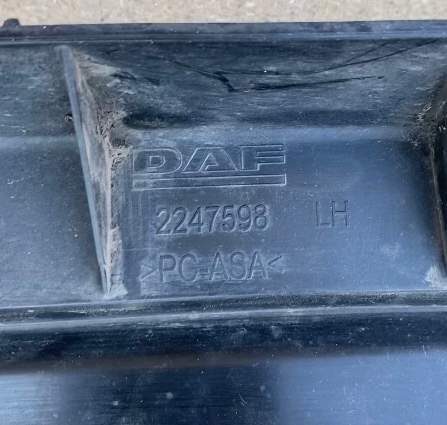 DAF
2247598 LH
>PC-ASA<